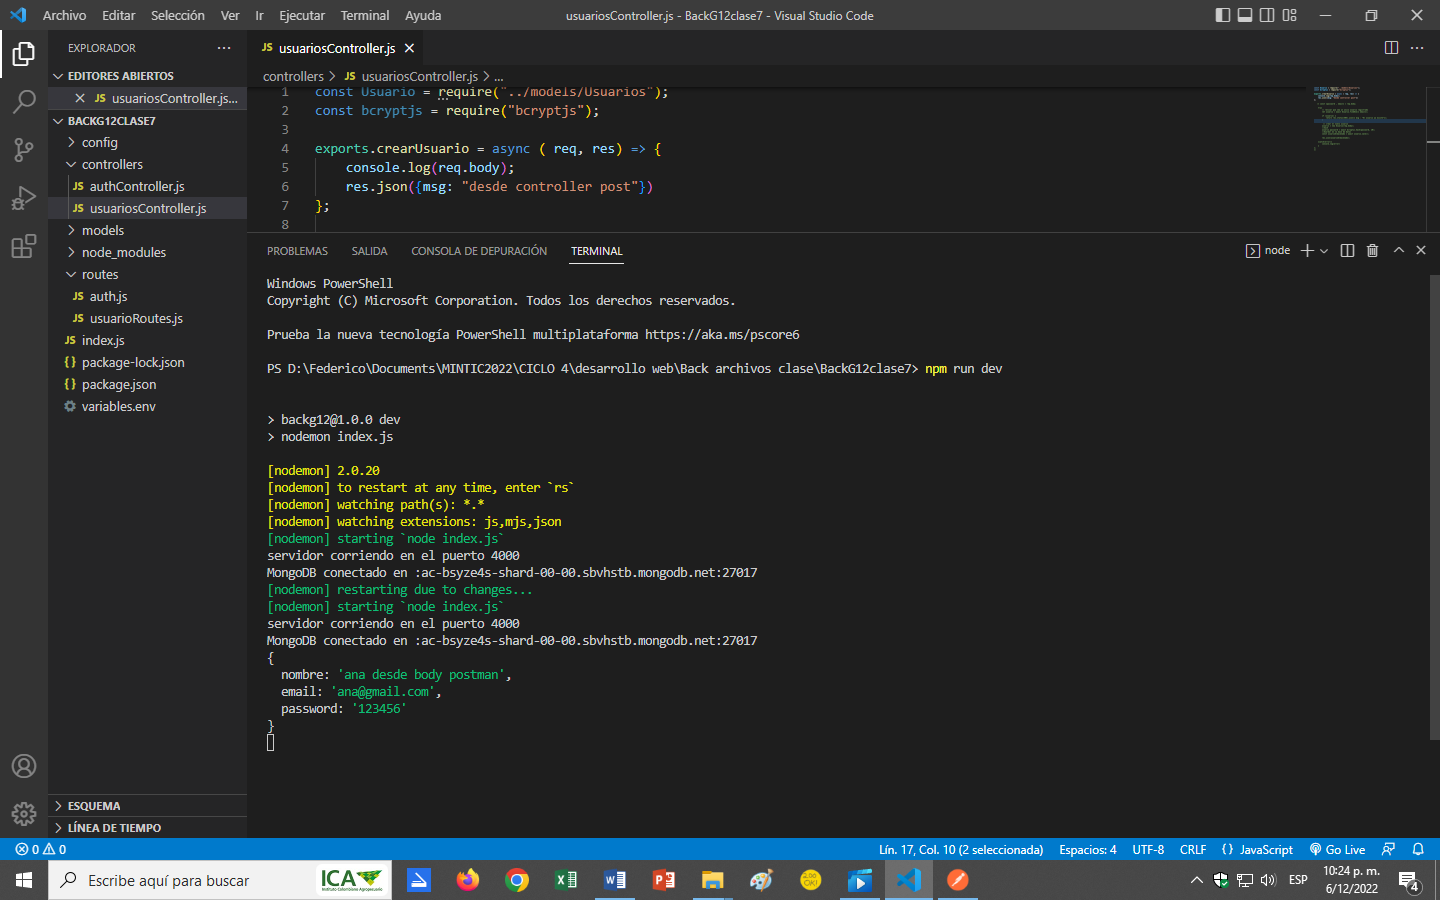 Archivo Editar Selección Ver Ir Ejecutar Terminal Ayuda
usuariosController.js - BackG12clase7 - Visual Studio Code
EXPLORADOR
EDITORES ABIERTOS
JS usuariosController.js...
BACKG12CLASE7
config
controllers
JS authController.js
JS usuariosController.js
models
node_modules
routes
JS auth.js
JS usuarioRoutes.js
JS index.js
{} package-lock.json
{} package.json
variables.env
ESQUEMA
LÍNEA DE TIEMPO
JS usuariosController.js
controllers > JS usuariosController.js > ...
1 const Usuario = require("../models/Usuarios");
2 const bcryptjs = require("bcryptjs");
3
4 exports.crearUsuario = async ( req, res) => {
5 console.log(req.body);
6 res.json({msg: "desde controller post"})
7 };
8
PROBLEMAS SALIDA CONSOLA DE DEPURACIÓN TERMINAL
node
Windows PowerShell
Copyright (C) Microsoft Corporation. Todos los derechos reservados.
Prueba la nueva tecnología PowerShell multiplataforma https://aka.ms/pscore6
PS D:\Federico\Documents\MINTIC2022\CICLO 4\desarrollo web\Back archivos clase\BackG12clase7> npm run dev
> backg12@1.0.0 dev
> nodemon index.js
[nodemon] 2.0.20
[nodemon] to restart at any time, enter `rs`
[nodemon] watching path(s): *.*
[nodemon] watching extensions: js,mjs,json
[nodemon] starting `node index.js`
servidor corriendo en el puerto 4000
MongoDB conectado en :ac-bsyze4s-shard-00-00.sbvhstb.mongodb.net:27017
[nodemon] restarting due to changes...
[nodemon] starting `node index.js`
servidor corriendo en el puerto 4000
MongoDB conectado en :ac-bsyze4s-shard-00-00.sbvhstb.mongodb.net:27017
{
nombre: 'ana desde body postman',
email: 'ana@gmail.com',
password: '123456'
}
0 0
Lín. 17, Col. 10 (2 seleccionada) Espacios: 4 UTF-8 CRLF {} JavaScript Go Live
Escribe aquí para buscar
ICA
ESP
10:24 p. m.
6/12/2022
4